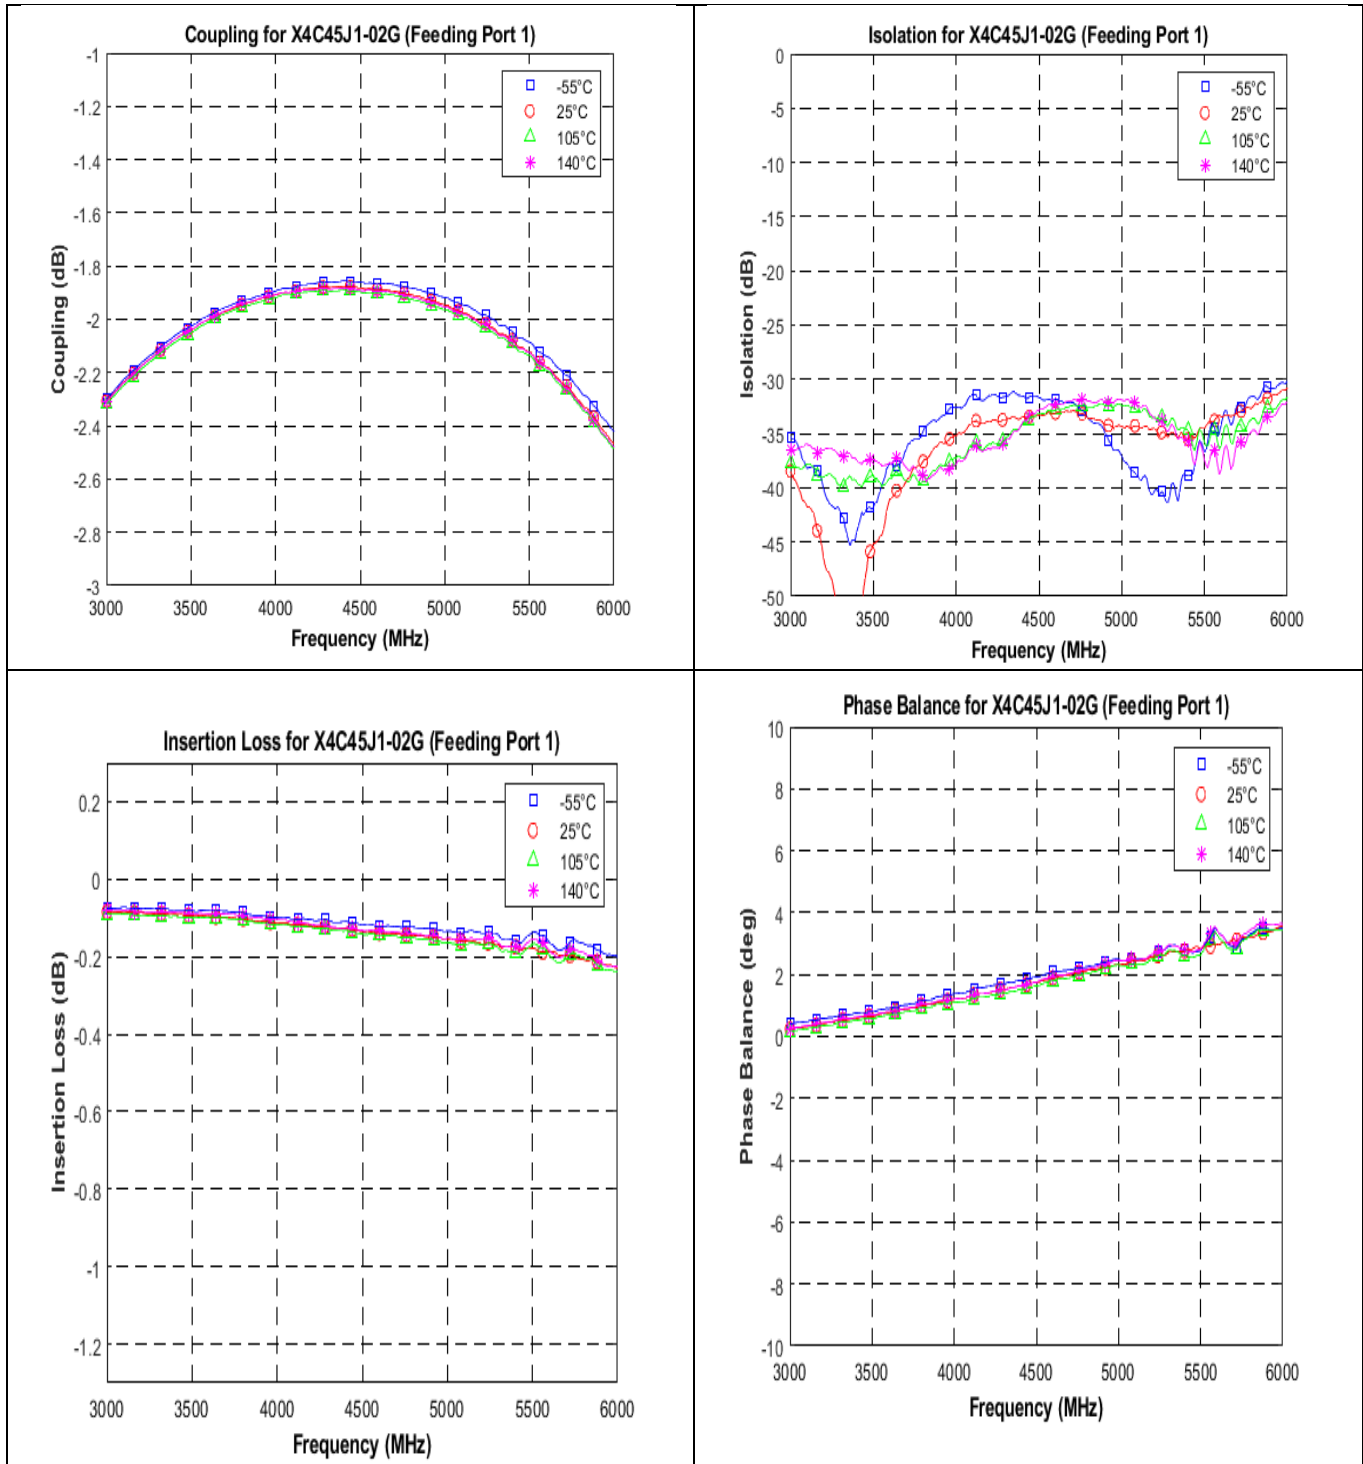 Coupling for X4C45J1-02G (Feeding Port 1)
-1
-1.2
-1.4
-1.6
-1.8
-2
-2.2
-2.4
-2.6
-2.8
-3
Coupling (dB)
-55°C
25°C
105°C
140°C
3000 3500 4000 4500 5000 5500 6000
Frequency (MHz)
Isolation for X4C45J1-02G (Feeding Port 1)
0
-5
-10
-15
-20
-25
-30
-35
-40
-45
-50
Isolation (dB)
-55°C
25°C
105°C
140°C
3000 3500 4000 4500 5000 5500 6000
Frequency (MHz)
Insertion Loss for X4C45J1-02G (Feeding Port 1)
0.2
0
-0.2
-0.4
-0.6
-0.8
-1
-1.2
Insertion Loss (dB)
-55°C
25°C
105°C
140°C
3000 3500 4000 4500 5000 5500 6000
Frequency (MHz)
Phase Balance for X4C45J1-02G (Feeding Port 1)
10
8
6
4
2
0
-2
-4
-6
-8
-10
Phase Balance (deg)
-55°C
25°C
105°C
140°C
3000 3500 4000 4500 5000 5500 6000
Frequency (MHz)